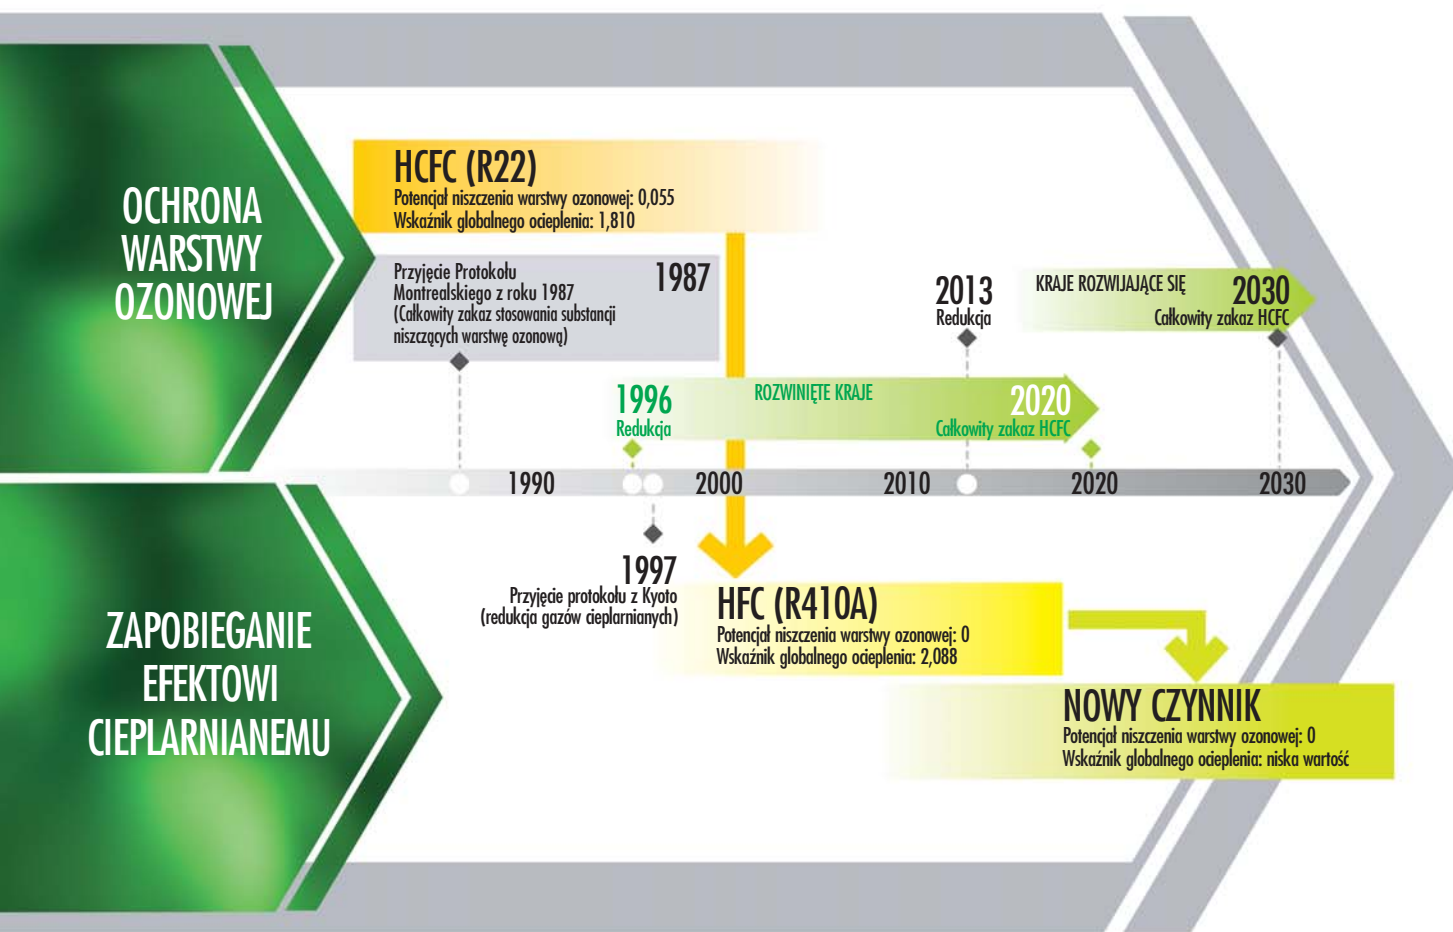 OCHRONA
WARSTWY
OZONOWEJ
HCFC (R22)
Potencjał niszczenia warstwy ozonowej: 0,055
Wskaźnik globalnego ocieplenia: 1,810
Przyjęcie Protokołu
Montrealskiego z roku 1987
(Całkowity zakaz stosowania substancji
niszczących warstwę ozonową)
1987
2013
Redukcja
KRAJE ROZWIJAJĄCE SIĘ
2030
Całkowity zakaz HCFC
1996
Redukcja
ROZWINIĘTE KRAJE
2020
Całkowity zakaz HCFC
1990 2000 2010 2020 2030
1997
Przyjęcie protokołu z Kyoto
(redukcja gazów cieplarnianych)
ZAPOBIEGANIE
EFEKTOWI
CIEPLARNIANEMU
HFC (R410A)
Potencjał niszczenia warstwy ozonowej: 0
Wskaźnik globalnego ocieplenia: 2,088
NOWY CZYNNIK
Potencjał niszczenia warstwy ozonowej: 0
Wskaźnik globalnego ocieplenia: niska wartość